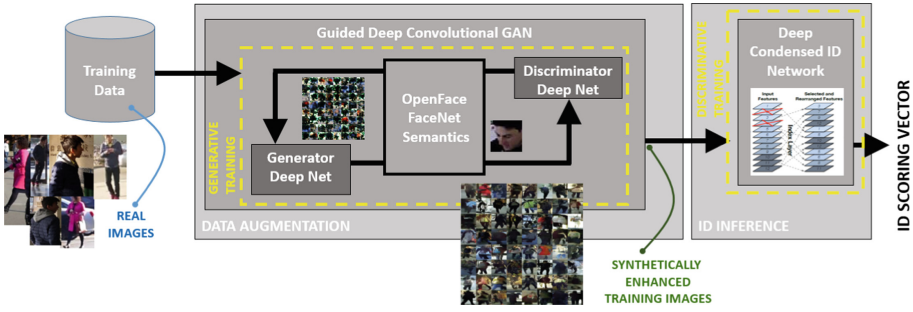 Training
Data
REAL
IMAGES
Guided Deep Convolutional GAN
GENERATIVE
TRAINING
OpenFace
FaceNet
Semantics
Discriminator
Deep Net
Generator
Deep Net
DATA AUGMENTATION
SYNTHETICALLY
ENHANCED
TRAINING IMAGES
DISCRIMINATIVE
TRAINING
Deep
Condensed ID
Network
Input
Features
Selected and
Rearranged Features
Index Layer
ID INFERENCE
ID SCORING VECTOR